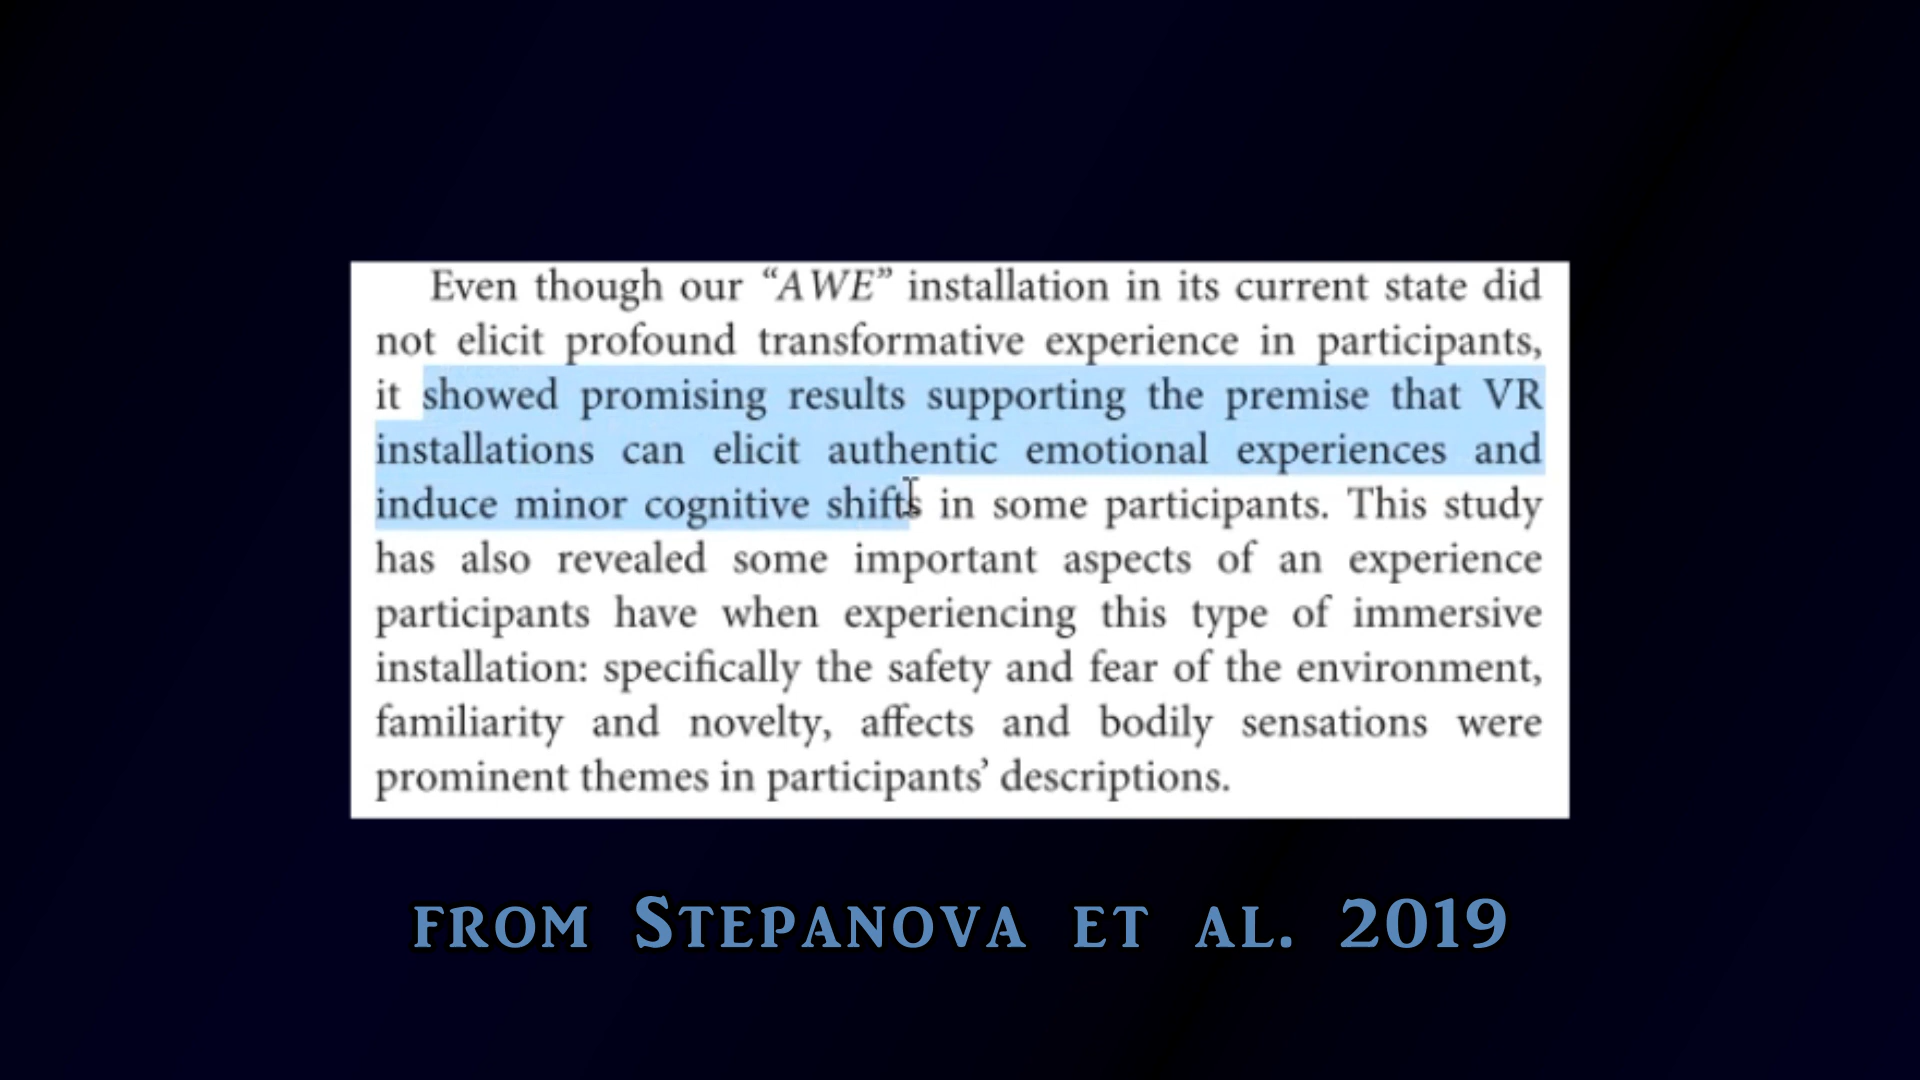 Even though our “AWE” installation in its current state did
not elicit profound transformative experience in participants,
it showed promising results supporting the premise that VR
installations can elicit authentic emotional experiences and
induce minor cognitive shifts in some participants. This study
has also revealed some important aspects of an experience
participants have when experiencing this type of immersive
installation: specifically the safety and fear of the environment,
familiarity and novelty, affects and bodily sensations were
prominent themes in participants’ descriptions.
from Stepanova et al. 2019